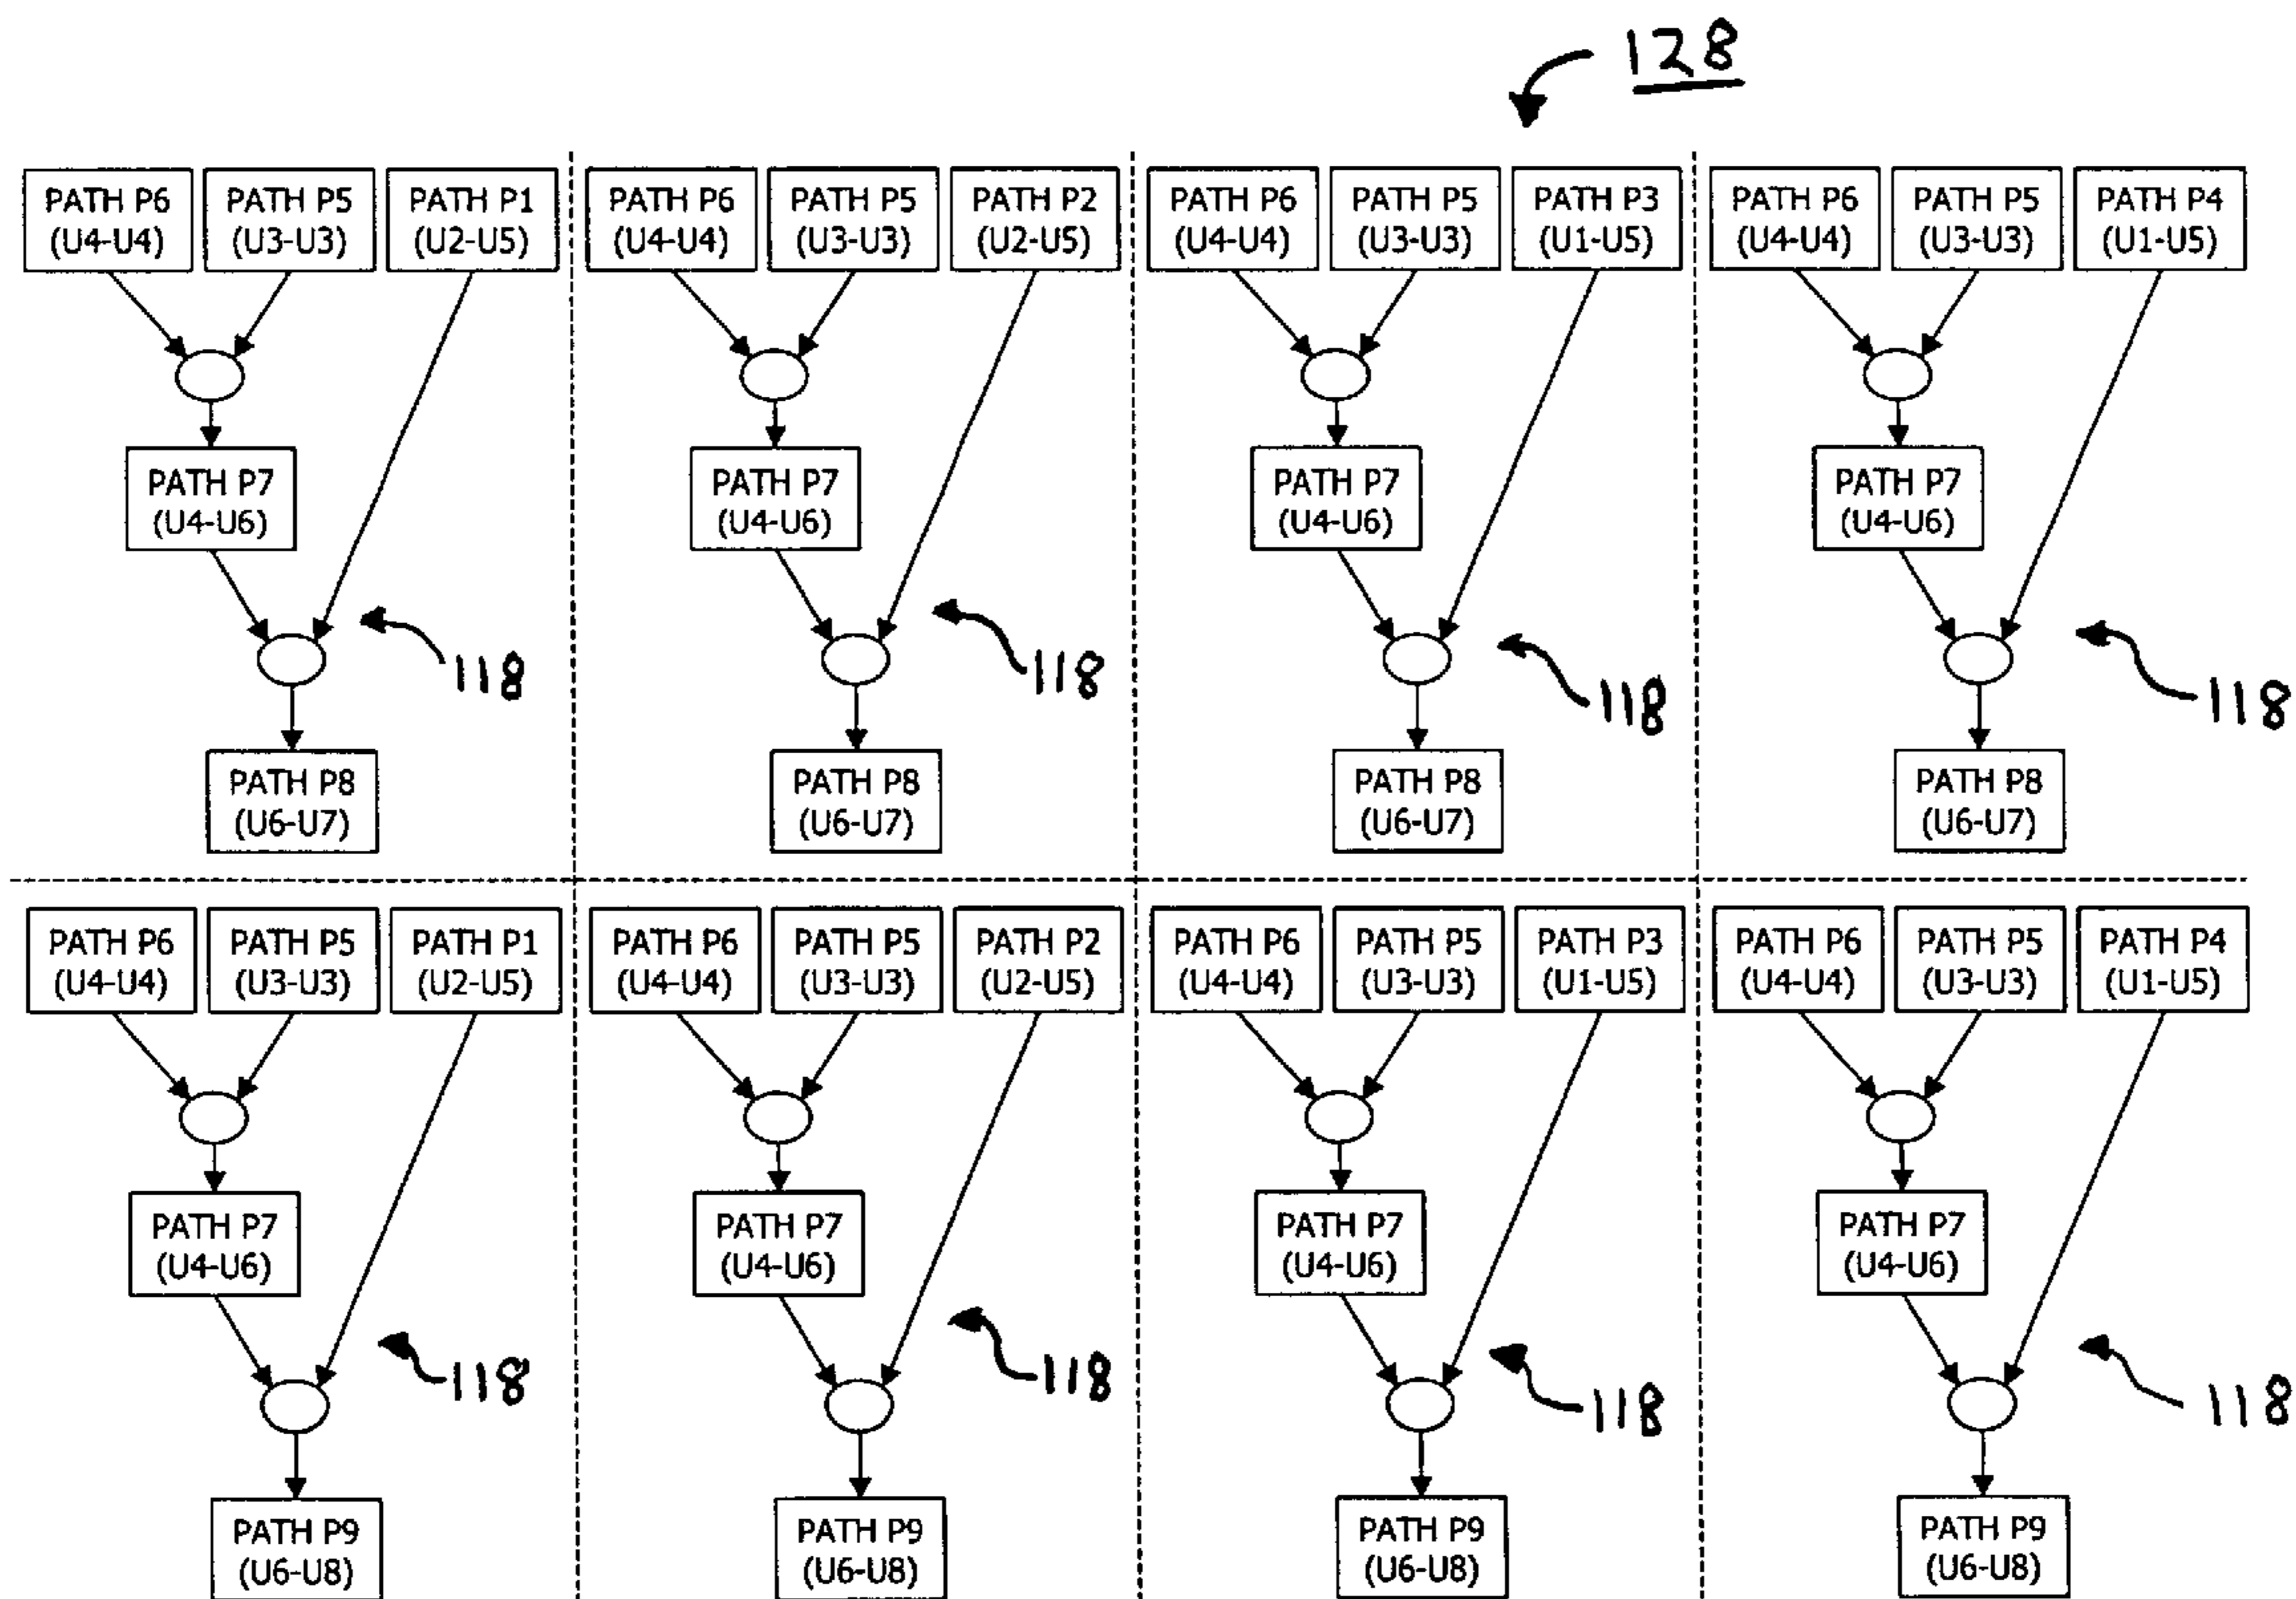 128
PATH P6
(U4-U4)
PATH P5
(U3-U3)
PATH P1
(U2-U5)
PATH P6
(U4-U4)
PATH P5
(U3-U3)
PATH P2
(U2-U5)
PATH P6
(U4-U4)
PATH P5
(U3-U3)
PATH P3
(U1-U5)
PATH P6
(U4-U4)
PATH P5
(U3-U3)
PATH P4
(U1-U5)
PATH P7
(U4-U6)
PATH P7
(U4-U6)
PATH P7
(U4-U6)
PATH P7
(U4-U6)
118
118
118
118
PATH P8
(U6-U7)
PATH P8
(U6-U7)
PATH P8
(U6-U7)
PATH P8
(U6-U7)
PATH P6
(U4-U4)
PATH P5
(U3-U3)
PATH P1
(U2-U5)
PATH P6
(U4-U4)
PATH P5
(U3-U3)
PATH P2
(U2-U5)
PATH P6
(U4-U4)
PATH P5
(U3-U3)
PATH P3
(U1-U5)
PATH P6
(U4-U4)
PATH P5
(U3-U3)
PATH P4
(U1-U5)
PATH P7
(U4-U6)
PATH P7
(U4-U6)
PATH P7
(U4-U6)
PATH P7
(U4-U6)
118
118
118
118
PATH P9
(U6-U8)
PATH P9
(U6-U8)
PATH P9
(U6-U8)
PATH P9
(U6-U8)